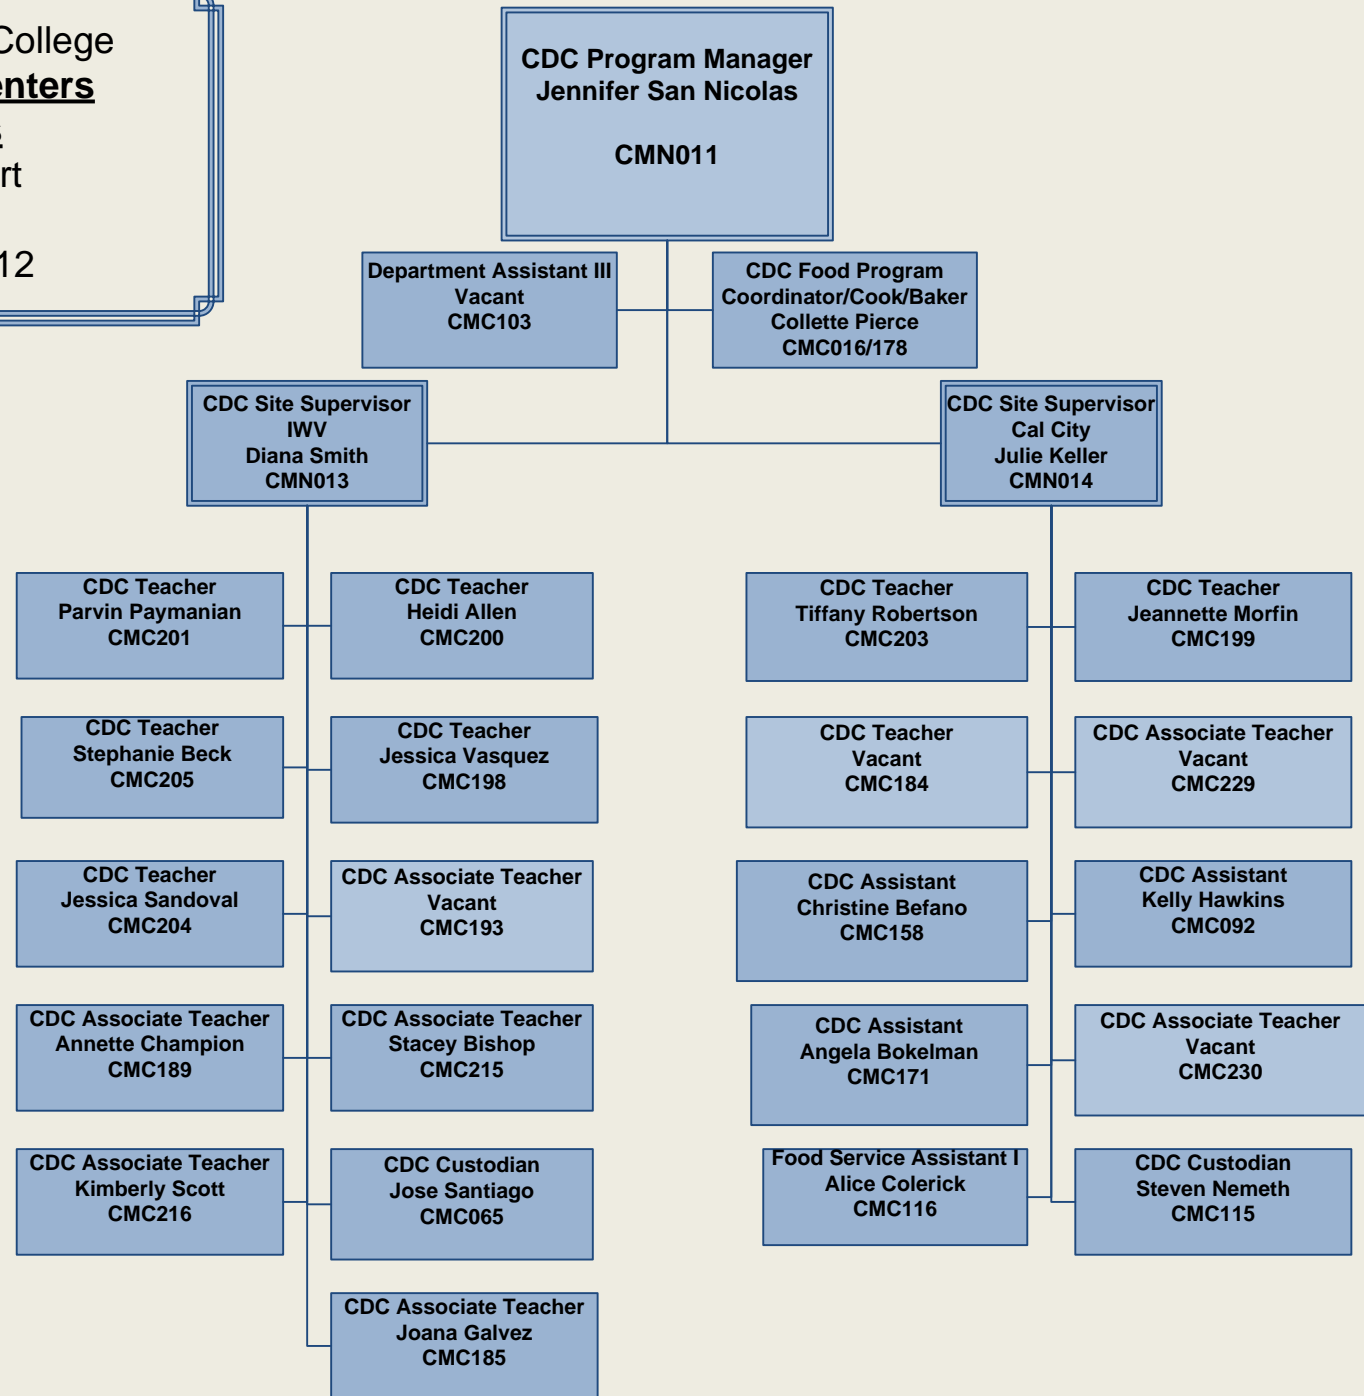 College
enters
s
rt
12
CDC Program Manager
Jennifer San Nicolas
CMN011
Department Assistant III
Vacant
CMC103
CDC Food Program
Coordinator/Cook/Baker
Collette Pierce
CMC016/178
CDC Site Supervisor
IWV
Diana Smith
CMN013
CDC Site Supervisor
Cal City
Julie Keller
CMN014
CDC Teacher
Parvin Paymanian
CMC201
CDC Teacher
Heidi Allen
CMC200
CDC Teacher
Tiffany Robertson
CMC203
CDC Teacher
Jeannette Morfin
CMC199
CDC Teacher
Stephanie Beck
CMC205
CDC Teacher
Jessica Vasquez
CMC198
CDC Teacher
Vacant
CMC184
CDC Associate Teacher
Vacant
CMC229
CDC Teacher
Jessica Sandoval
CMC204
CDC Associate Teacher
Vacant
CMC193
CDC Assistant
Christine Befano
CMC158
CDC Assistant
Kelly Hawkins
CMC092
CDC Associate Teacher
Annette Champion
CMC189
CDC Associate Teacher
Stacey Bishop
CMC215
CDC Assistant
Angela Bokelman
CMC171
CDC Associate Teacher
Vacant
CMC230
CDC Associate Teacher
Kimberly Scott
CMC216
CDC Custodian
Jose Santiago
CMC065
Food Service Assistant I
Alice Colerick
CMC116
CDC Custodian
Steven Nemeth
CMC115
CDC Associate Teacher
Joana Galvez
CMC185